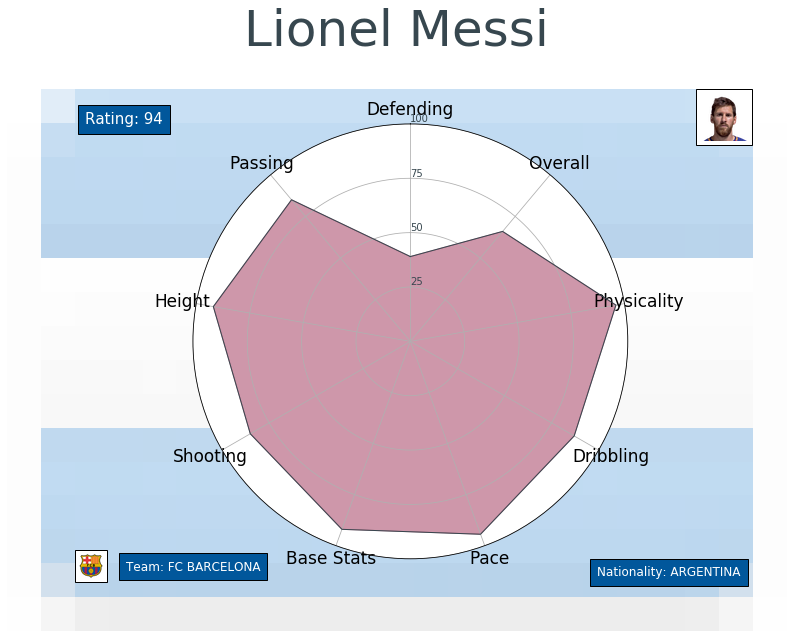 Lionel Messi
Rating: 94
Defending
100
Passing
Overall
75
50
25
Height
Physicality
Shooting
Dribbling
Base Stats
Pace
Team: FC BARCELONA
Nationality: ARGENTINA